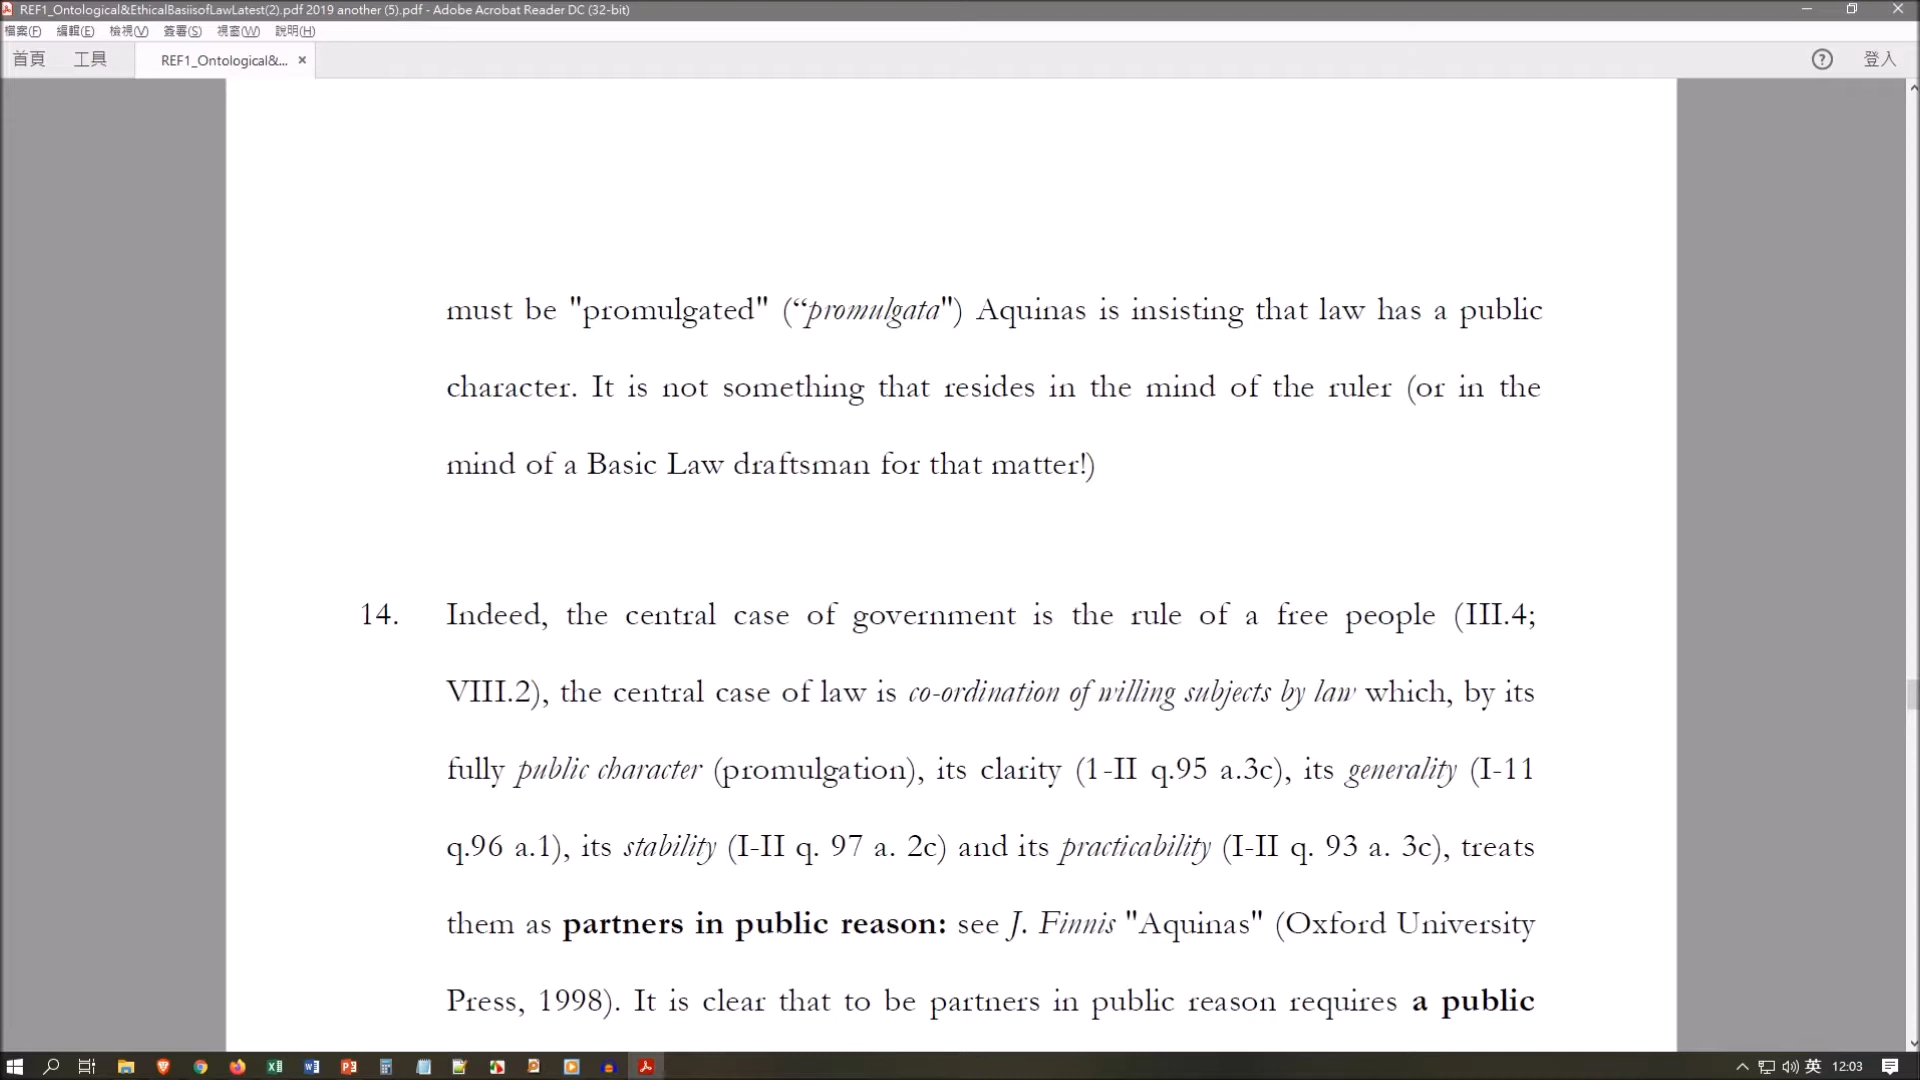 REF1_Ontological&EthicalBasiisofLawLatest(2).pdf 2019 another (5).pdf - Adobe Acrobat Reader DC (32-bit)
檔案(F) 編輯(E) 檢視(V) 簽署(S) 視窗(W) 說明(H)
首頁 工具 REF1_Ontological&... × ? 登入
must be "promulgated" (“promulgata") Aquinas is insisting that law has a public
character. It is not something that resides in the mind of the ruler (or in the
mind of a Basic Law draftsman for that matter!)
14. Indeed, the central case of government is the rule of a free people (III.4;
VIII.2), the central case of law is co-ordination of willing subjects by law which, by its
fully public character (promulgation), its clarity (1-II q.95 a.3c), its generality (I-11
q.96 a.1), its stability (I-II q. 97 a. 2c) and its practicability (I-II q. 93 a. 3c), treats
them as partners in public reason: see J. Finnis "Aquinas" (Oxford University
Press, 1998). It is clear that to be partners in public reason requires a public
英 12:03